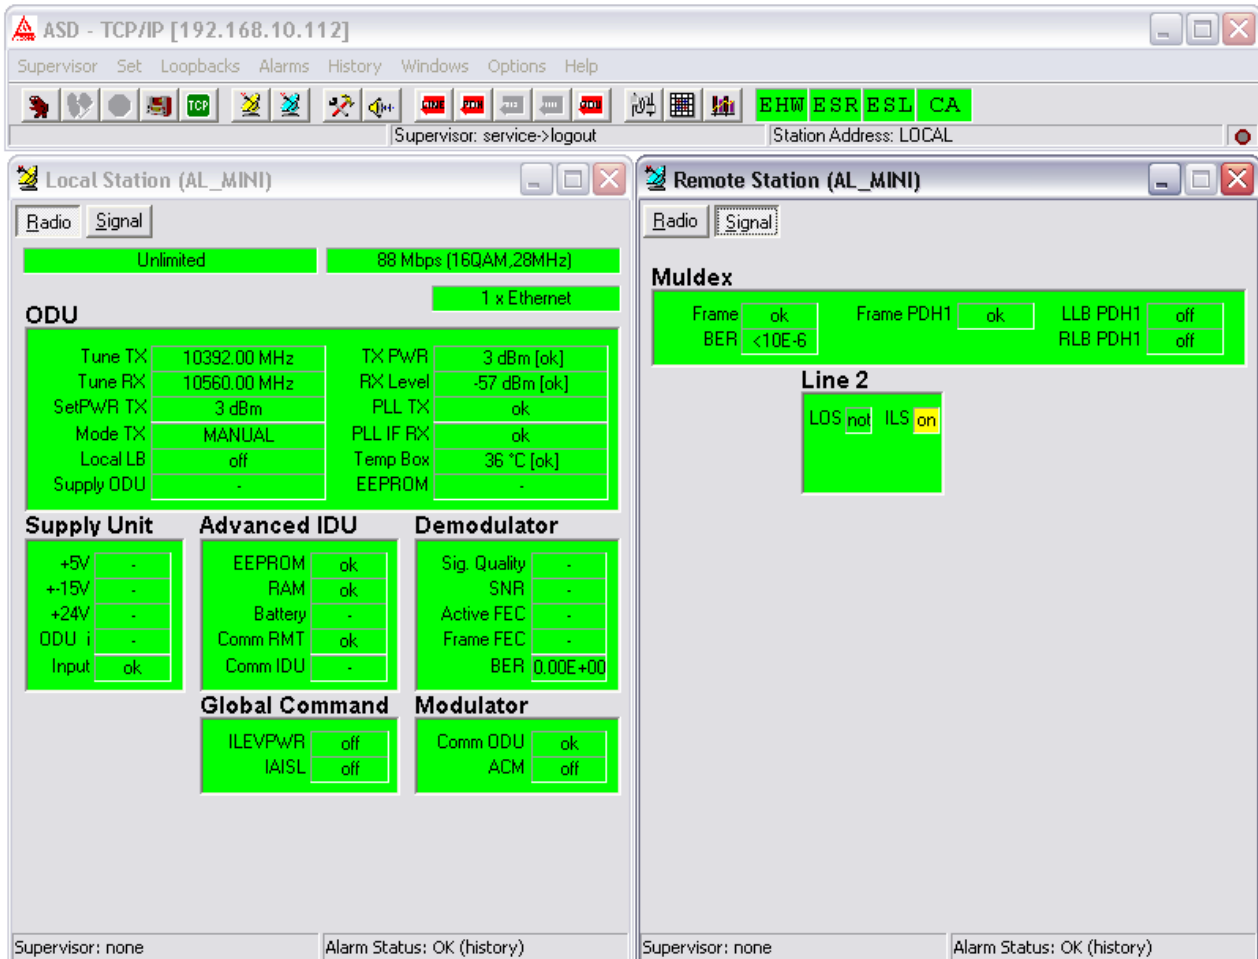 ASD - TCP/IP [192.168.10.112]
Supervisor Set Loopbacks Alarms History Windows Options Help
TCP LINE EHW ESR ESL CA
Supervisor: service->logout Station Address: LOCAL
Local Station (AL_MINI)
Radio Signal
Unlimited 88 Mbps (16QAM,28MHz)
1 x Ethernet
ODU
Tune TX 10392.00 MHz TX PWR 3 dBm [ok]
Tune RX 10560.00 MHz RX Level -57 dBm [ok]
SetPWR TX 3 dBm PLL TX ok
Mode TX MANUAL PLL IF RX ok
Local LB off Temp Box 36 °C [ok]
Supply ODU - EEPROM -
Supply Unit Advanced IDU Demodulator
+5V - EEPROM ok Sig. Quality -
+-15V - RAM ok SNR -
+24V - Battery - Active FEC -
ODU i - Comm RMT ok Frame FEC -
Input ok Comm IDU - BER 0.00E+00
Global Command Modulator
ILEVPWR off Comm ODU ok
IAISL off ACM off
Supervisor: none Alarm Status: OK (history)
Remote Station (AL_MINI)
Radio Signal
Muldex
Frame ok Frame PDH1 ok LLB PDH1 off
BER <10E-6 RLB PDH1 off
Line 2
LOS not ILS on
Supervisor: none Alarm Status: OK (history)